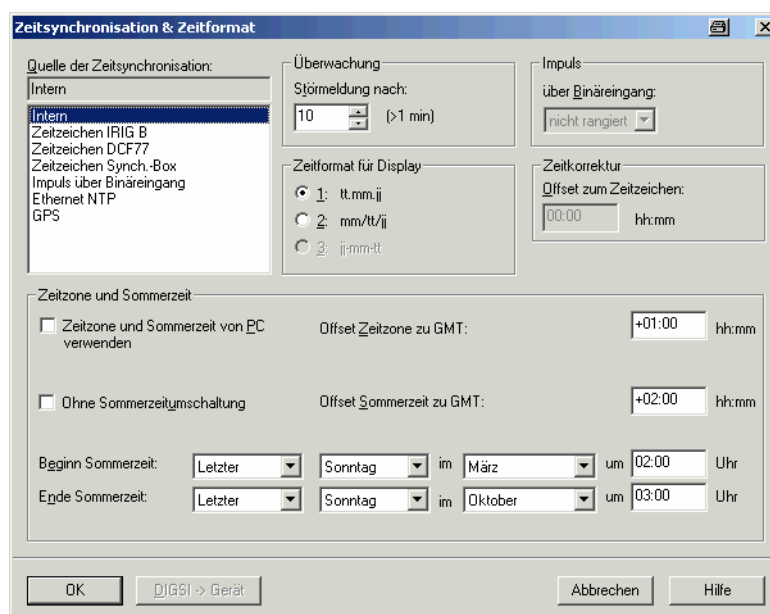 Zeitsynchronisation & Zeitformat
Quelle der Zeitsynchronisation:
Intern
Intern
Zeitzeichen IRIG B
Zeitzeichen DCF77
Zeitzeichen Synch.-Box
Impuls über Binäreingang
Ethernet NTP
GPS
Überwachung
Störmeldung nach:
10 (>1 min)
Impuls
über Binäreingang:
nicht rangiert
Zeitformat für Display
1: tt.mm.jj
2: mm/tt/jj
3: jj-mm-tt
Zeitkorrektur
Offset zum Zeitzeichen:
00:00 hh:mm
Zeitzone und Sommerzeit
Zeitzone und Sommerzeit von PC
verwenden
Offset Zeitzone zu GMT: +01:00 hh:mm
Ohne Sommerzeitumschaltung
Offset Sommerzeit zu GMT: +02:00 hh:mm
Beginn Sommerzeit: Letzter Sonntag im März um 02:00 Uhr
Ende Sommerzeit: Letzter Sonntag im Oktober um 03:00 Uhr
OK DIGSI -> Gerät Abbrechen Hilfe